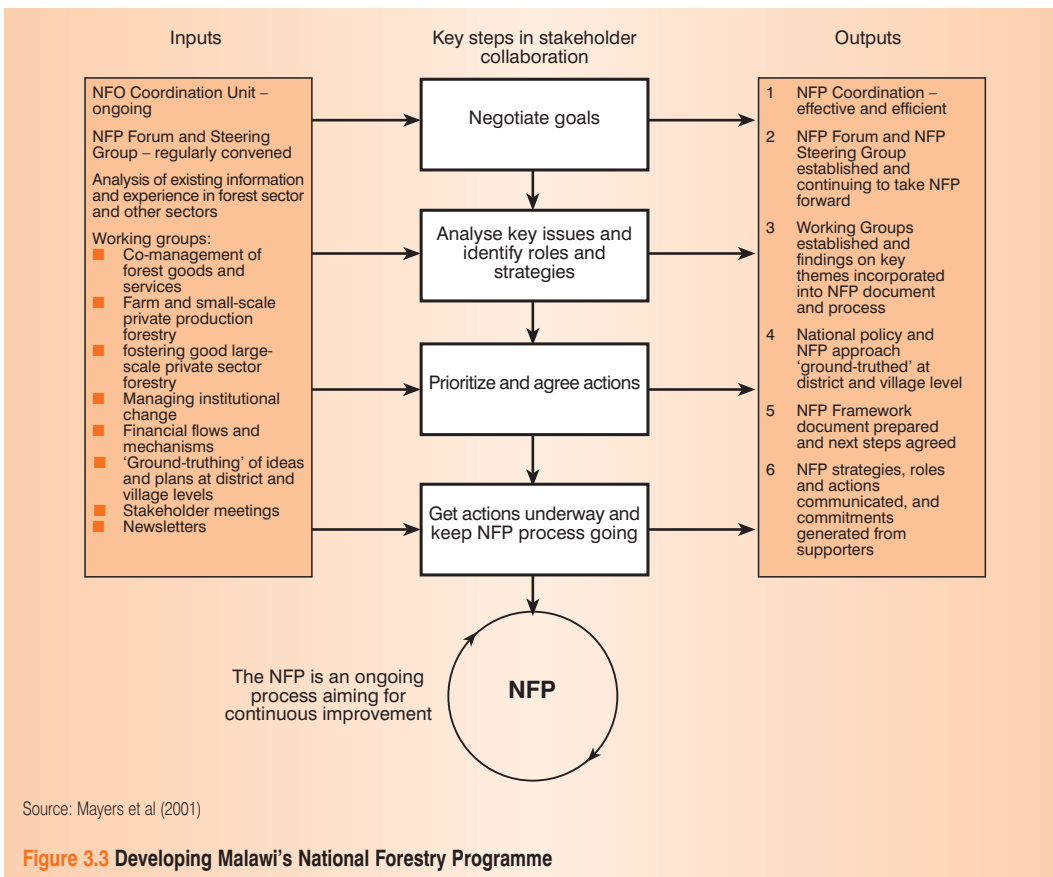 Inputs
NFO Coordination Unit –
ongoing
NFP Forum and Steering
Group – regularly convened
Analysis of existing information
and experience in forest sector
and other sectors
Working groups:
■ Co-management of
forest goods and
services
■ Farm and small-scale
private production
forestry
■ fostering good large-
scale private sector
forestry
■ Managing institutional
change
■ Financial flows and
mechanisms
■ ‘Ground-truthing’ of ideas
and plans at district and
village levels
■ Stakeholder meetings
■ Newsletters
Key steps in stakeholder
collaboration
Negotiate goals
Analyse key issues and
identify roles and
strategies
Prioritize and agree actions
Get actions underway and
keep NFP process going
Outputs
1 NFP Coordination –
effective and efficient
2 NFP Forum and NFP
Steering Group
established and
continuing to take NFP
forward
3 Working Groups
established and
findings on key
themes incorporated
into NFP document
and process
4 National policy and
NFP approach
‘ground-truthed’ at
district and village level
5 NFP Framework
document prepared
and next steps agreed
6 NFP strategies, roles
and actions
communicated, and
commitments
generated from
supporters
The NFP is an ongoing
process aiming for
continuous improvement
NFP
Source: Mayers et al (2001)
Figure 3.3 Developing Malawi’s National Forestry Programme